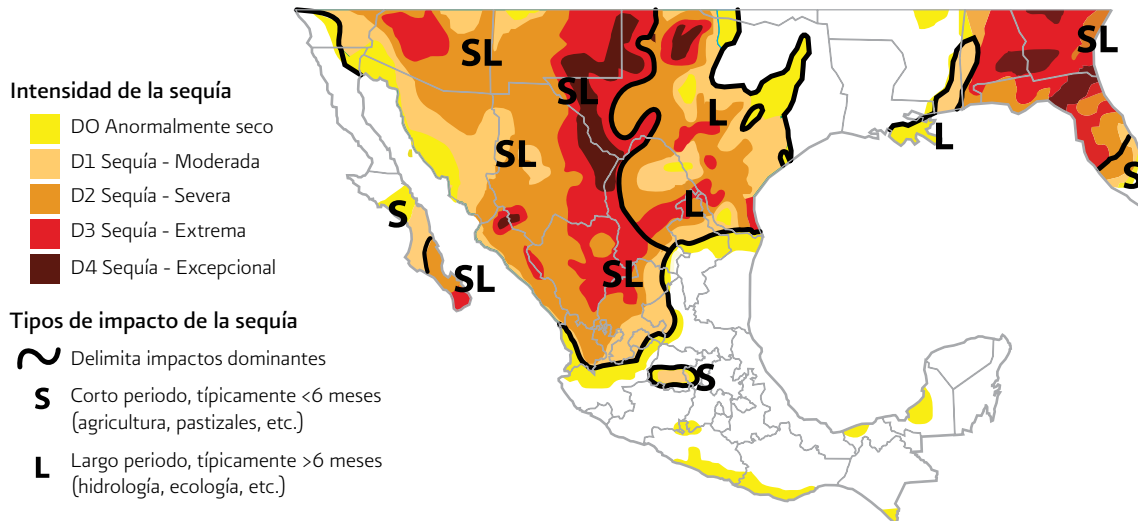 Intensidad de la sequía
DO Anormalmente seco
D1 Sequía - Moderada
D2 Sequía - Severa
D3 Sequía - Extrema
D4 Sequía - Excepcional
Tipos de impacto de la sequía
Delimita impactos dominantes
S Corto periodo, típicamente <6 meses
(agricultura, pastizales, etc.)
L Largo periodo, típicamente >6 meses
(hidrología, ecología, etc.)
SL
SL
SL
L
L
SL
S
L
S
SL
SL
S